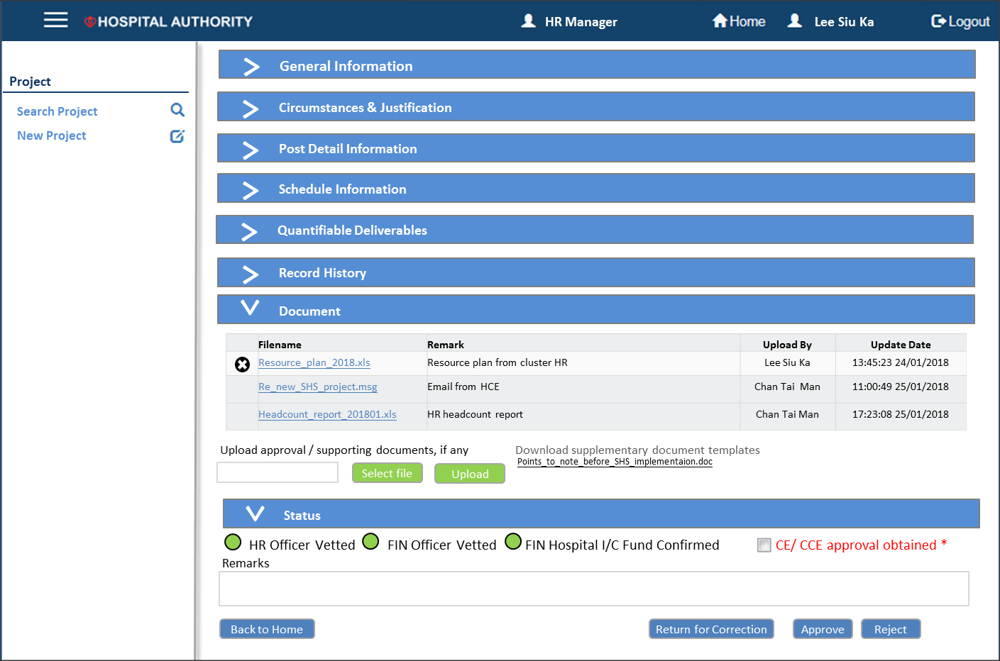 HOSPITAL AUTHORITY
HR Manager
Home
Lee Siu Ka
Logout
Project
Search Project
New Project
General Information
Circumstances & Justification
Post Detail Information
Schedule Information
Quantifiable Deliverables
Record History
Document
Filename Remark Upload By Update Date
Resource_plan_2018.xls Resource plan from cluster HR Lee Siu Ka 13:45:23 24/01/2018
Re_new_SHS_project.msg Email from HCE Chan Tai Man 11:00:49 25/01/2018
Headcount_report_201801.xls HR headcount report Chan Tai Man 17:23:08 25/01/2018
Upload approval / supporting documents, if any
Select file
Upload
Download supplementary document templates
Points_to_note_before_SHS_implementaion.doc
Status
HR Officer Vetted
FIN Officer Vetted
FIN Hospital I/C Fund Confirmed
CE/ CCE approval obtained *
Remarks
Back to Home
Return for Correction
Approve
Reject